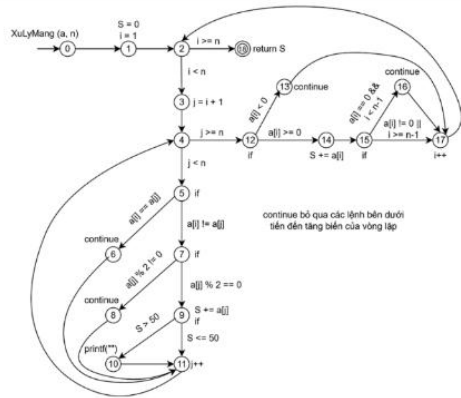 XuLyMang (a, n)
0
S = 0
i = 1
1
2
i >= n
18
return S
i < n
3
j = i + 1
4
j >= n
12
if
a[i] < 0
13
continue
a[i] >= 0
14
S += a[i]
15
if
a[i] == 0 &&
i < n-1
continue
16
a[i] != 0 ||
i >= n-1
17
i++
j < n
5
if
a[i] == a[j]
continue
6
a[i] != a[j]
7
if
a[j] % 2 != 0
continue
8
a[j] % 2 == 0
9
S += a[j]
if
S > 50
printf("")
10
S <= 50
11
j++
continue bỏ qua các lệnh bên dưới
tiến đến tăng biến của vòng lặp